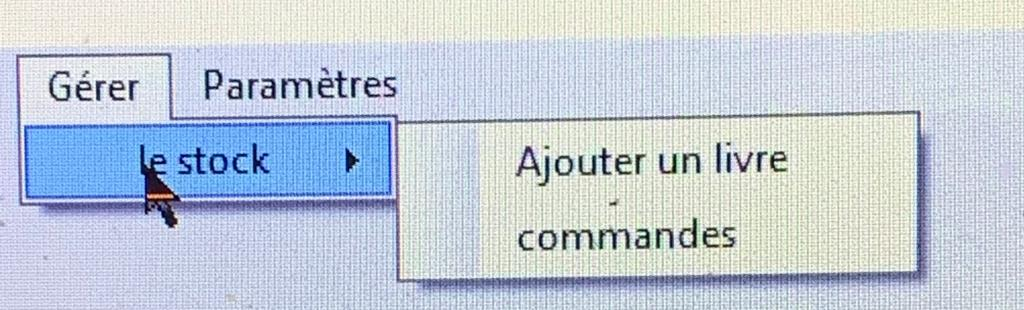 Gérer Paramètres
le stock Ajouter un livre
commandes